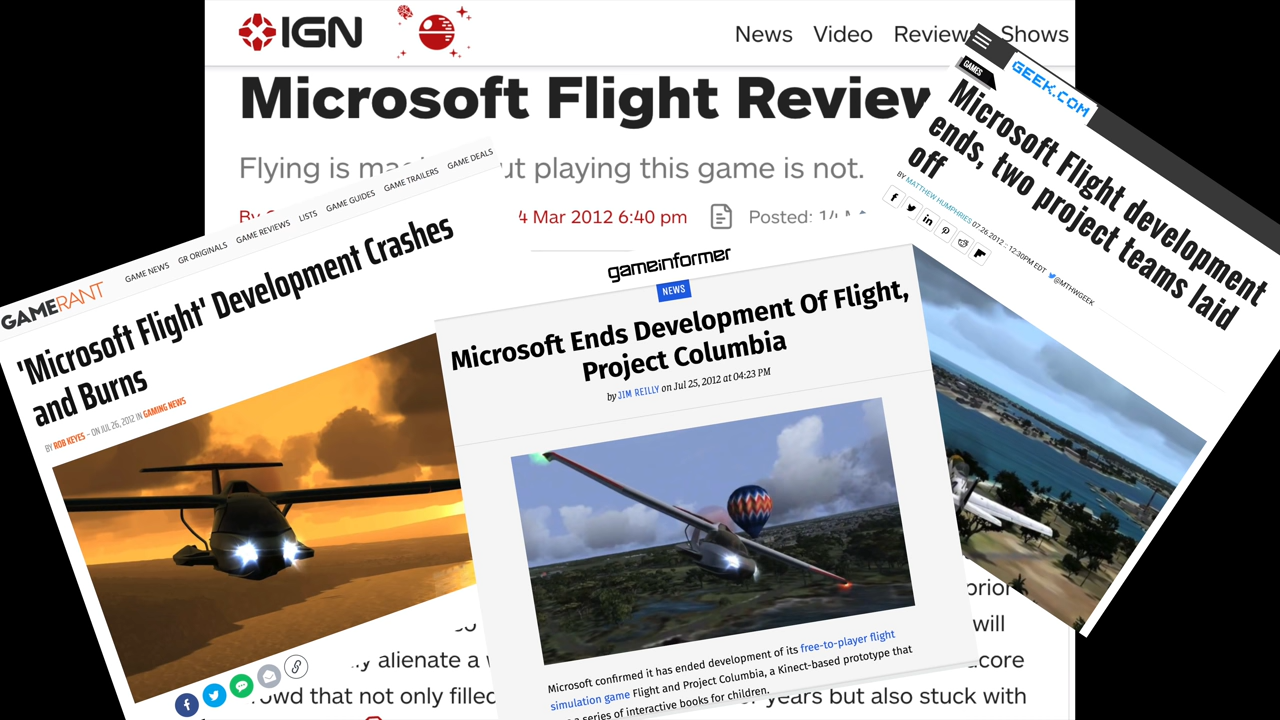 IGN
News Video Reviews Shows
Microsoft Flight Review
Flying is playing this game is not.
By
4 Mar 2012 6:40 pm Posted:
GEEK.COM
GAMES
Microsoft Flight development
ends, two project teams laid
off
BY MATTHEW HUMPHRIES 07.26.2012 :: 12:30PM EDT @MTHWGEEK
GAMERANT
GAME NEWS GR ORIGINALS GAME REVIEWS LISTS GAME GUIDES GAME TRAILERS GAME DEALS
'Microsoft Flight' Development Crashes
and Burns
BY ROB KEYES – ON JUL 26, 2012 IN GAMING NEWS
gameinformer
NEWS
Microsoft Ends Development Of Flight,
Project Columbia
by JIM REILLY on Jul 25, 2012 at 04:23 PM
Microsoft confirmed it has ended development of its free-to-player flight
simulation game Flight and Project Columbia, a Kinect-based prototype that
a series of interactive books for children.
prior
will
alienate a
that not only filled years but also stuck with